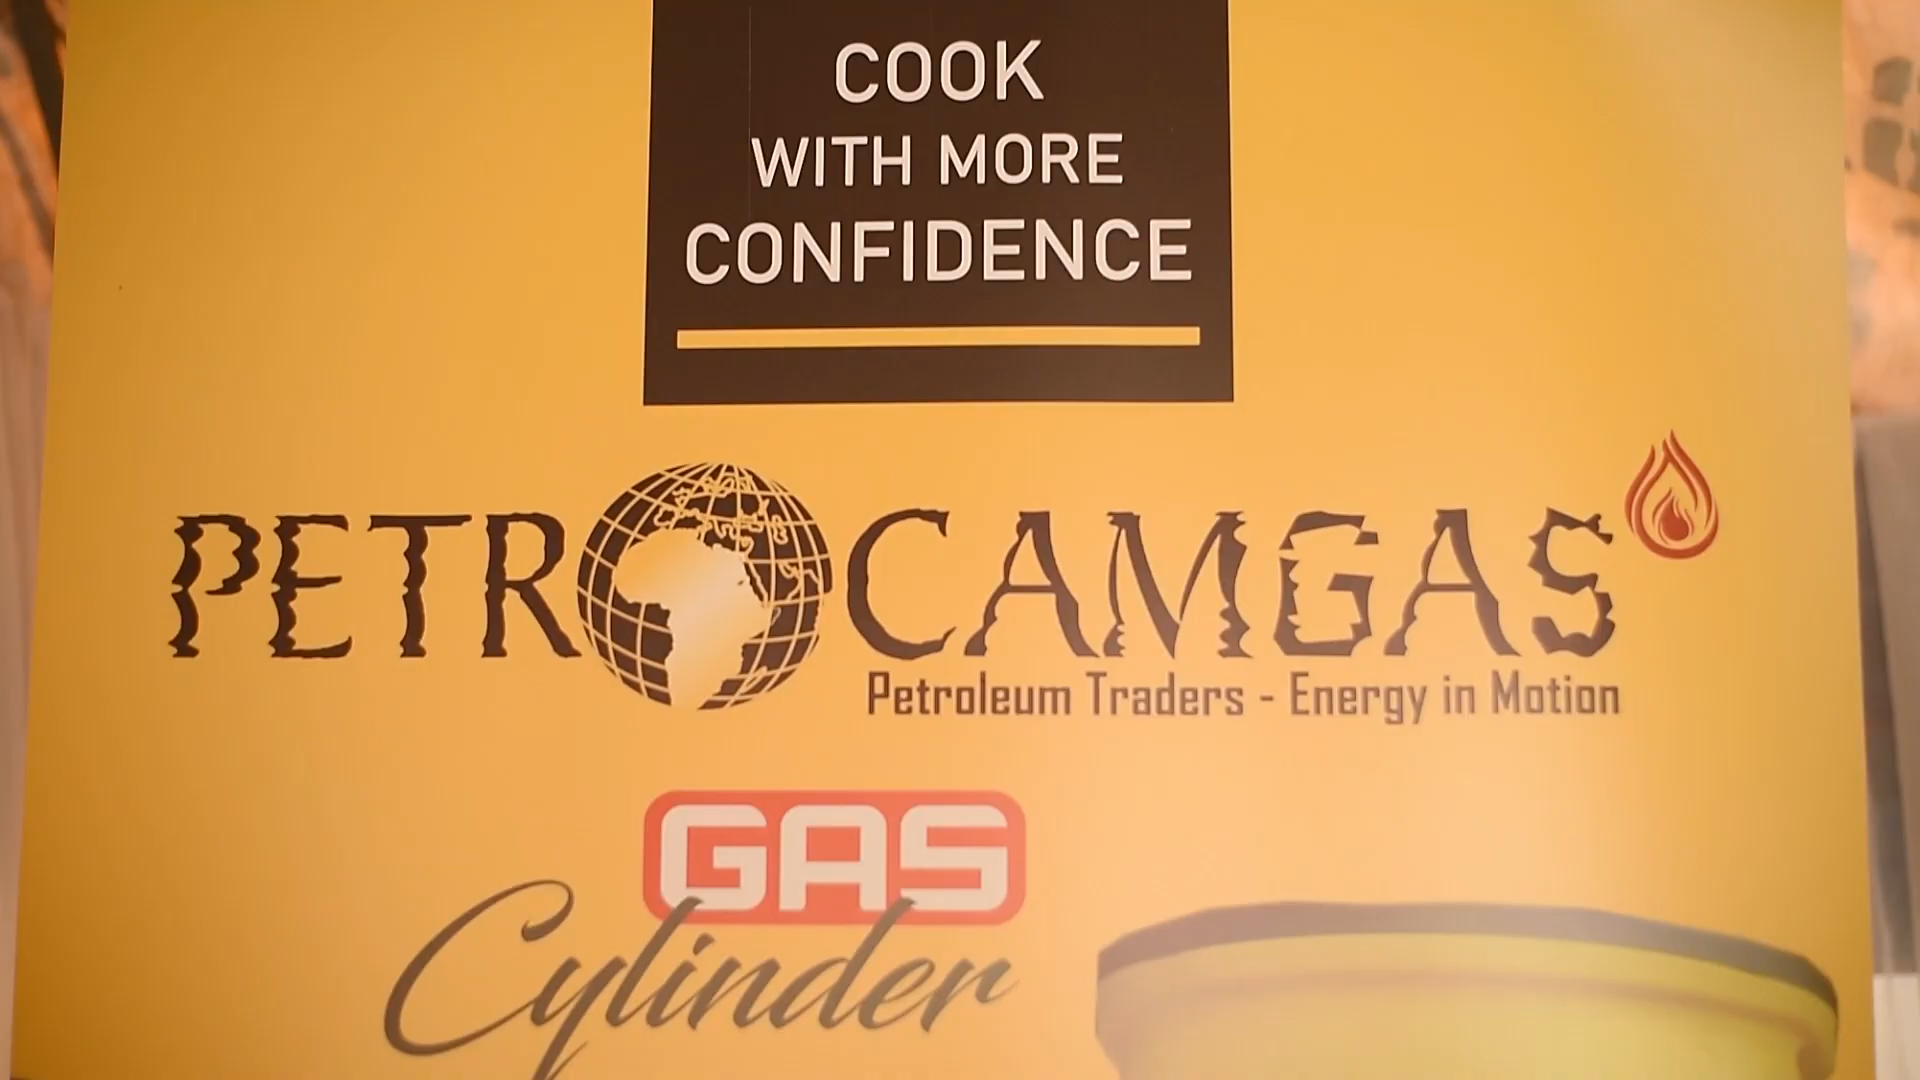 COOK
WITH MORE
CONFIDENCE
PETROCAMGAS
Petroleum Traders - Energy in Motion
GAS
Cylinder